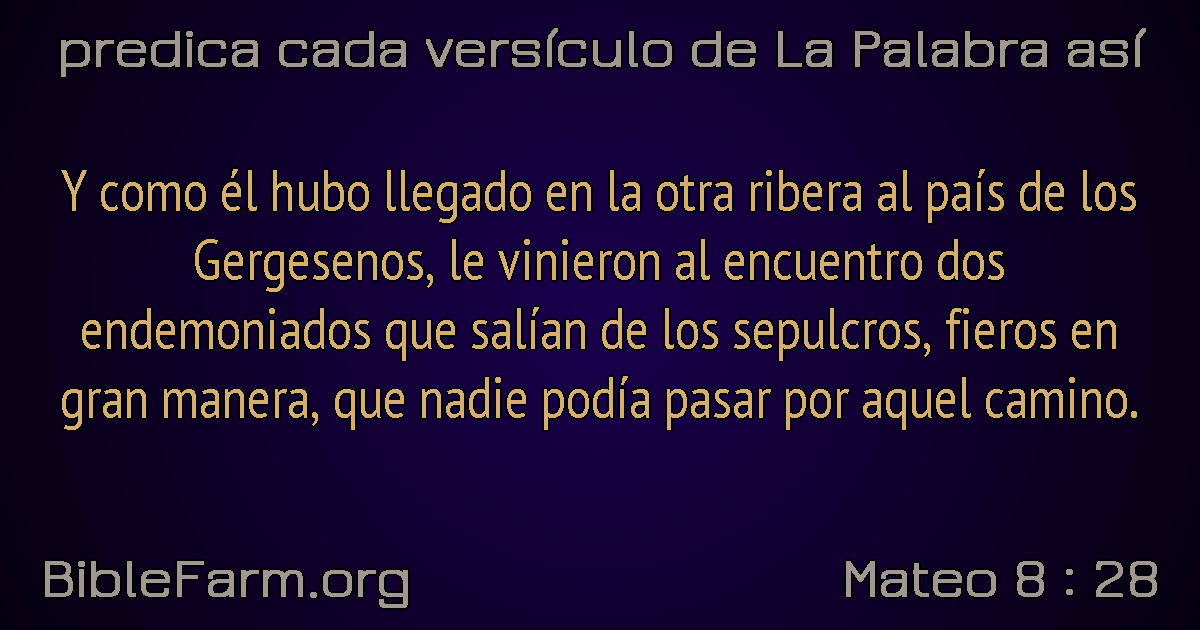 predica cada versículo de La Palabra así
Y como él hubo llegado en la otra ribera al país de los
Gergesenos, le vinieron al encuentro dos
endemoniados que salían de los sepulcros, fieros en
gran manera, que nadie podía pasar por aquel camino.
BibleFarm.org
Mateo 8 : 28